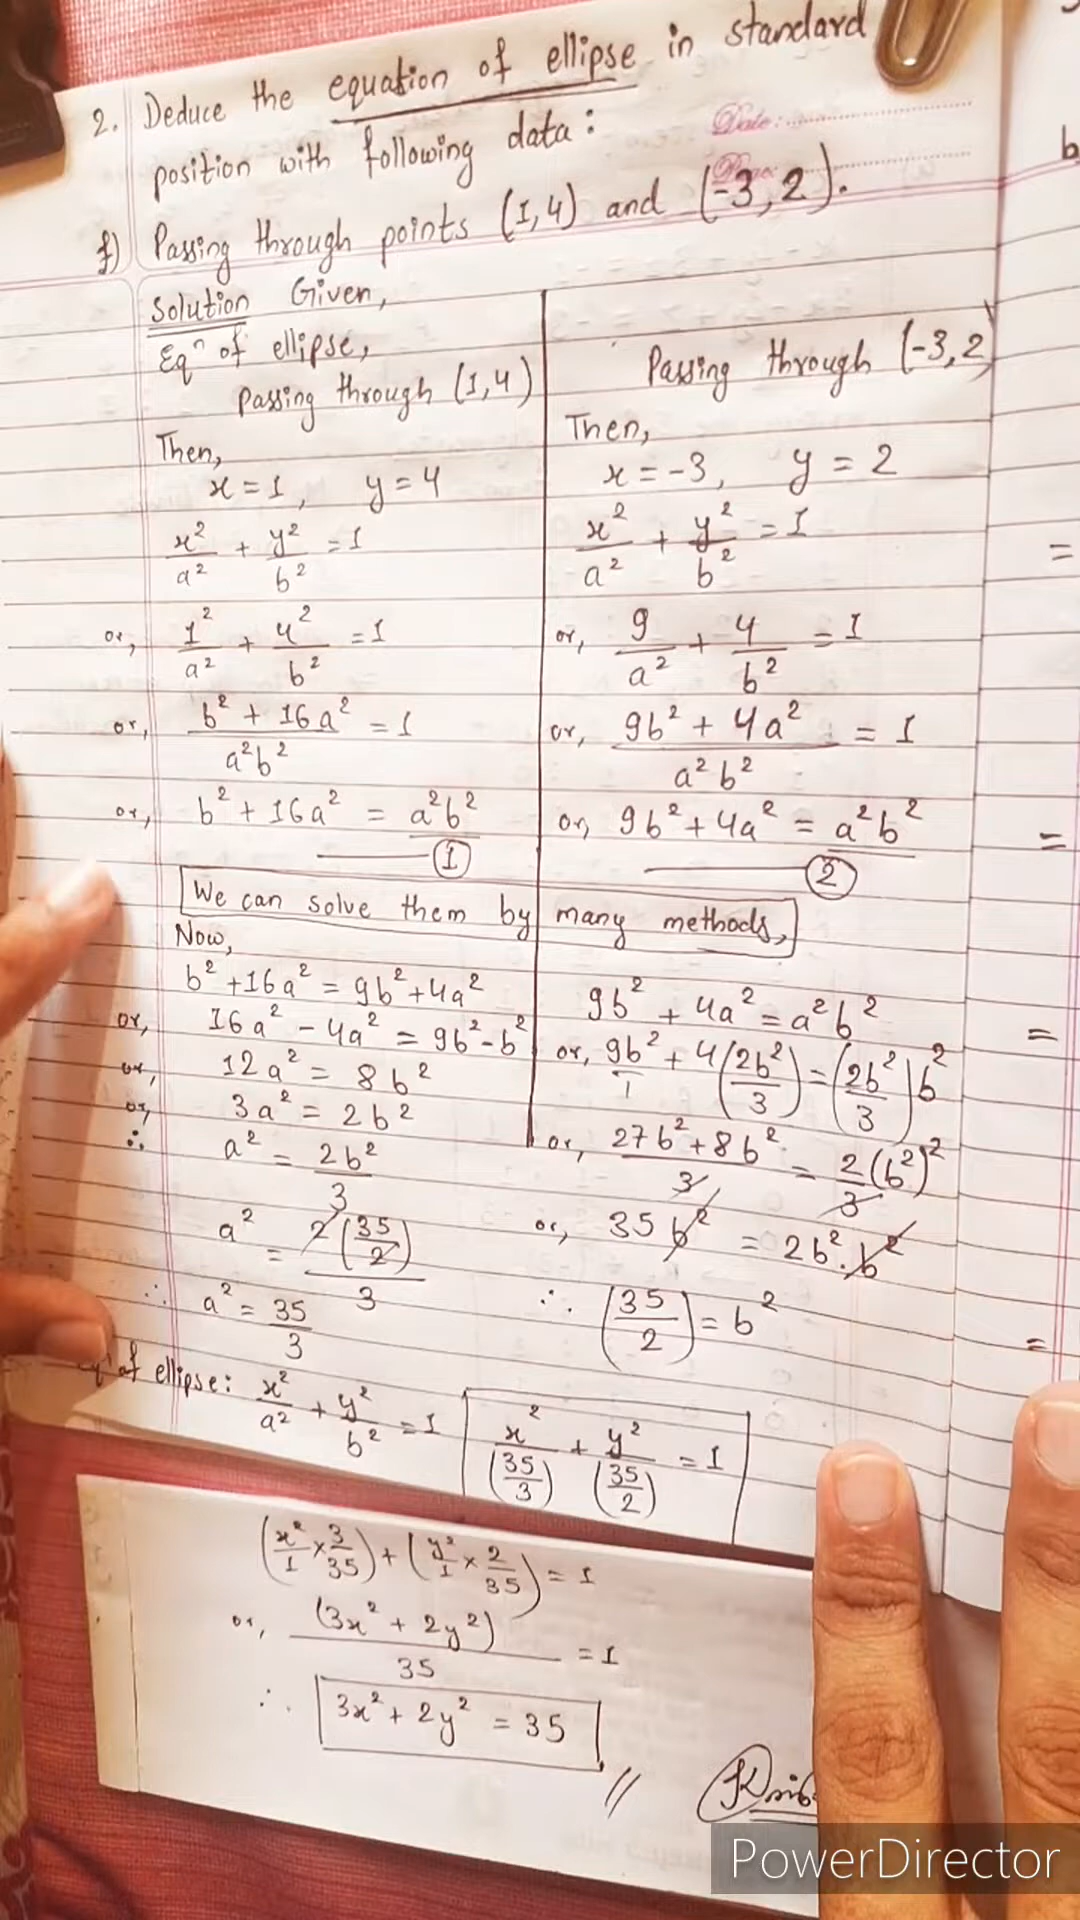 2. Deduce the equation of ellipse in standard
position with following data:
Date:
f) Passing through points (1,4) and (-3,2).
Solution Given,
Eqⁿ of ellipse,
Passing through (1,4)
Then,
x = 1, y = 4
x²/a² + y²/b² = 1
or, 1²/a² + 4²/b² = 1
or, b² + 16a² / a²b² = 1
or, b² + 16a² = a²b²
①
Passing through (-3,2
Then,
x = -3, y = 2
x²/a² + y²/b² = 1
or, 9/a² + 4/b² = 1
or, 9b² + 4a² / a²b² = 1
or, 9b² + 4a² = a²b²
②
We can solve them by many methods,
Now,
b² + 16a² = 9b² + 4a²
or, 16a² - 4a² = 9b² - b²
or, 12a² = 8b²
or, 3a² = 2b²
∴ a² = 2b²/3
a² = 2(35/2)/3
∴ a² = 35/3
9b² + 4a² = a²b²
or, 9b²/1 + 4(2b²/3) = (2b²/3)b²
or, 27b² + 8b² / 3 = 2(b²)²/3
or, 35b² = 2b².b²
∴ (35/2) = b²
of ellipse: x²/a² + y²/b² = 1
x²/(35/3) + y²/(35/2) = 1
(x²/1 × 3/35) + (y²/1 × 2/35) = 1
or, (3x² + 2y²)/35 = 1
∴ 3x² + 2y² = 35
b
=
=
=
=
PowerDirector